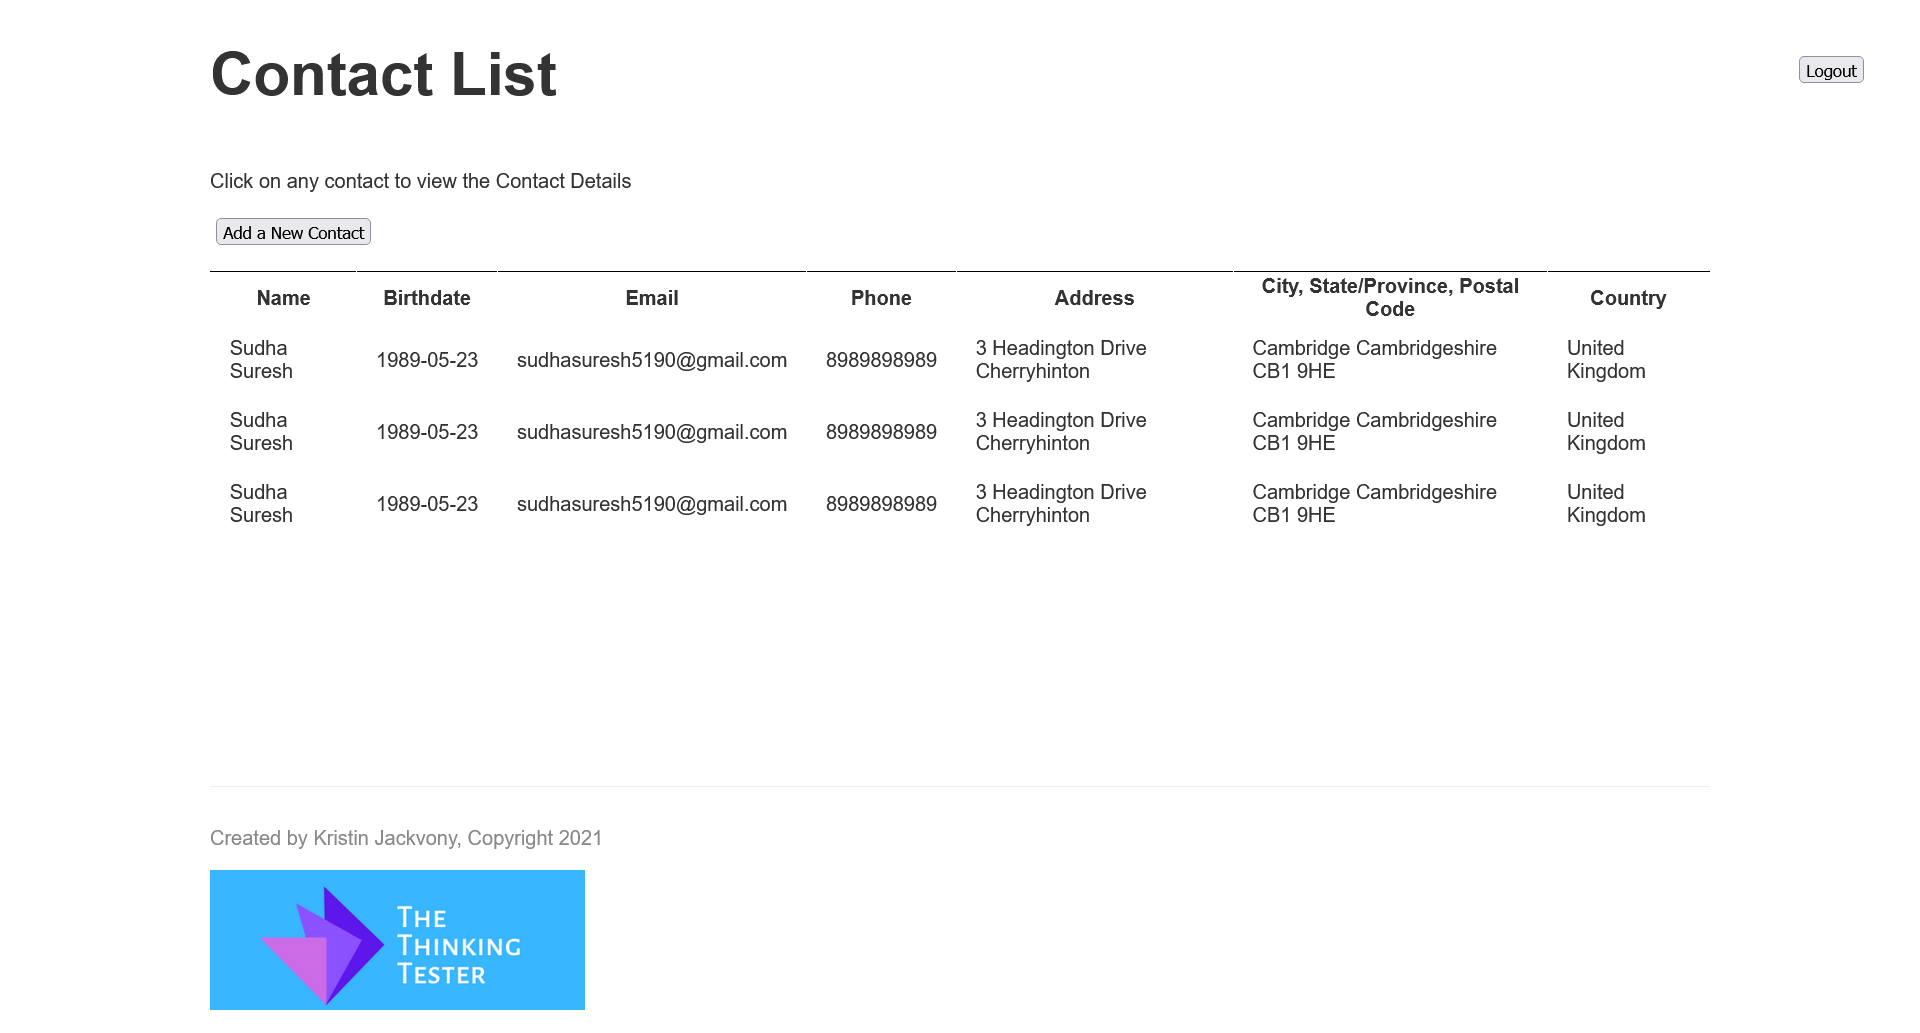 Contact List
Logout
Click on any contact to view the Contact Details
Add a New Contact
Name Birthdate Email Phone Address City, State/Province, Postal Code Country
Sudha Suresh 1989-05-23 sudhasuresh5190@gmail.com 8989898989 3 Headington Drive Cherryhinton Cambridge Cambridgeshire CB1 9HE United Kingdom
Sudha Suresh 1989-05-23 sudhasuresh5190@gmail.com 8989898989 3 Headington Drive Cherryhinton Cambridge Cambridgeshire CB1 9HE United Kingdom
Sudha Suresh 1989-05-23 sudhasuresh5190@gmail.com 8989898989 3 Headington Drive Cherryhinton Cambridge Cambridgeshire CB1 9HE United Kingdom
Created by Kristin Jackvony, Copyright 2021
THE
THINKING
TESTER